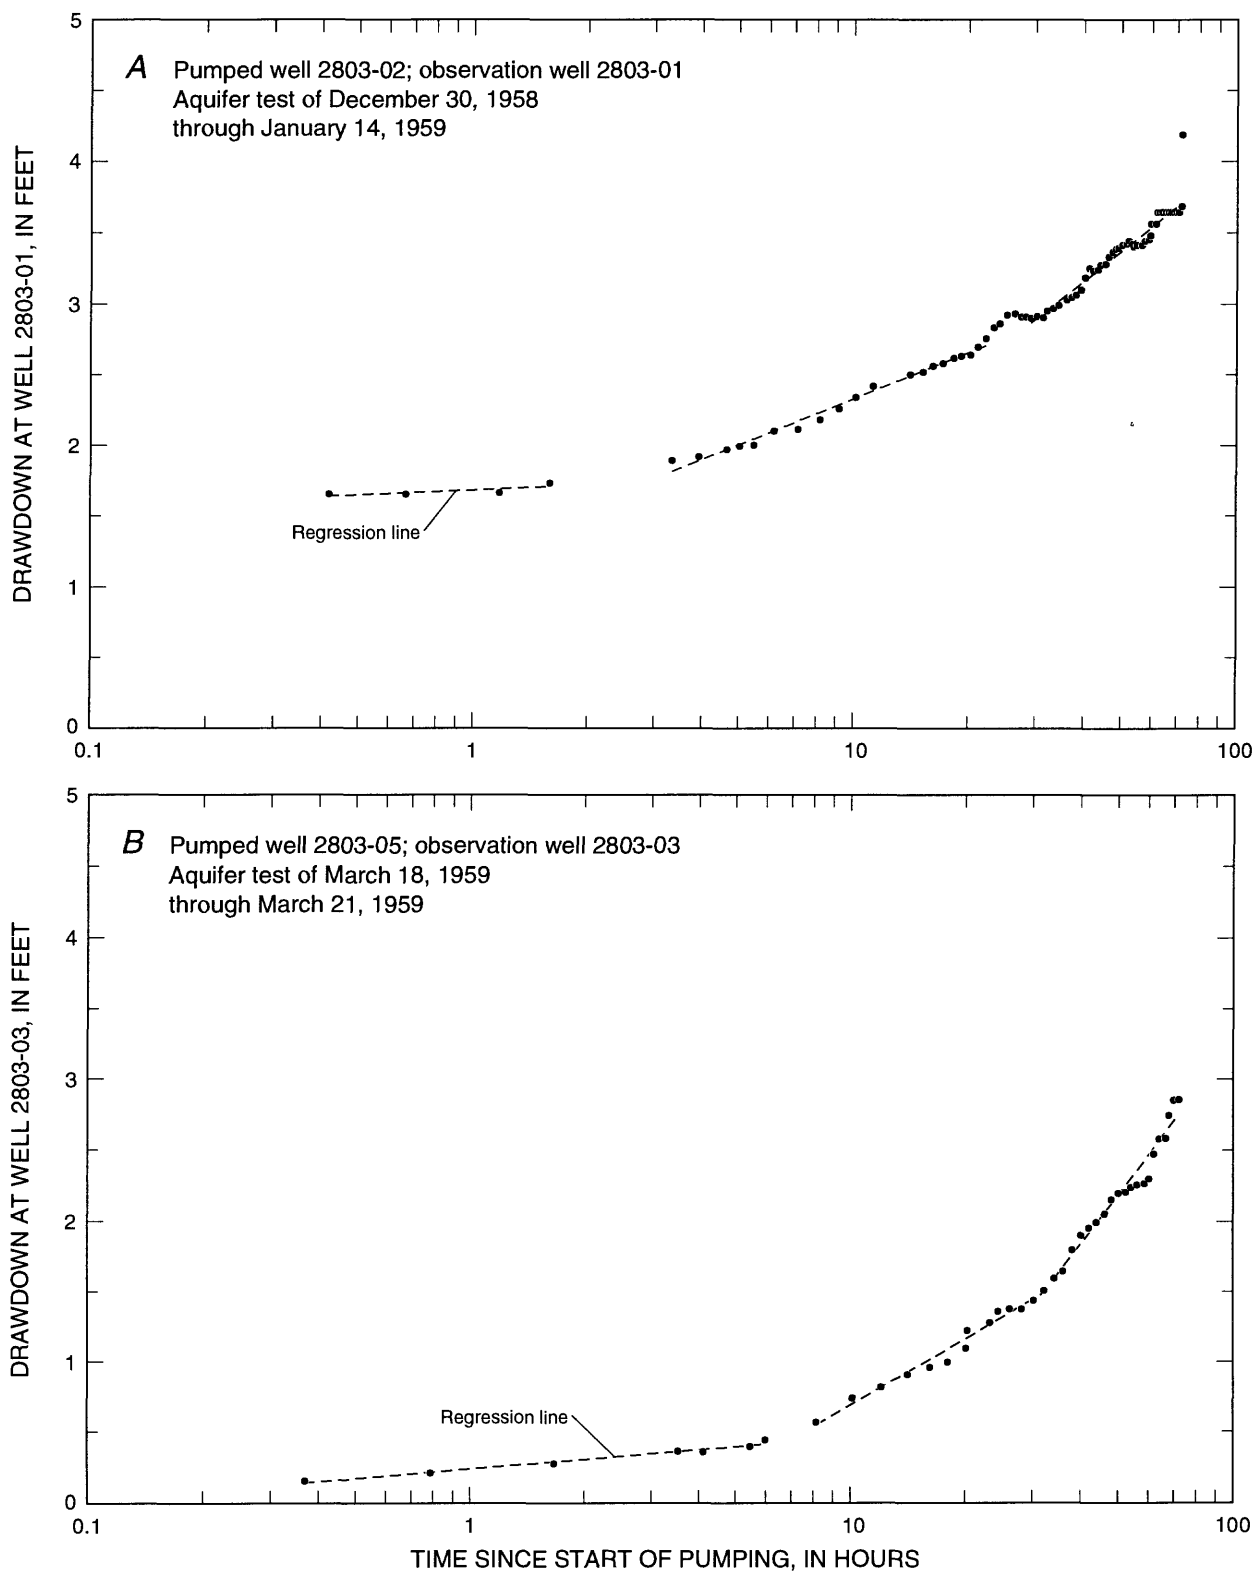 5
A Pumped well 2803-02; observation well 2803-01
Aquifer test of December 30, 1958
through January 14, 1959
4
3
2
1
0
DRAWDOWN AT WELL 2803-01, IN FEET
Regression line
0.1 1 10 100
5
B Pumped well 2803-05; observation well 2803-03
Aquifer test of March 18, 1959
through March 21, 1959
4
3
2
1
0
DRAWDOWN AT WELL 2803-03, IN FEET
Regression line
0.1 1 10 100
TIME SINCE START OF PUMPING, IN HOURS